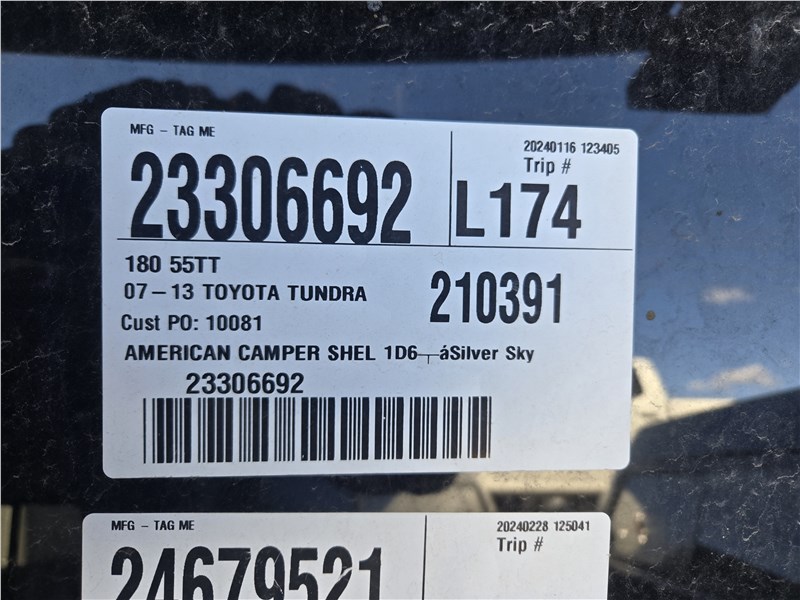 MFG - TAG ME
20240116 123405
Trip #
23306692
L174
180 55TT
07-13 TOYOTA TUNDRA
210391
Cust PO: 10081
AMERICAN CAMPER SHEL 1D6┬áSilver Sky
23306692
MFG - TAG ME
20240228 125041
Trip #
24679521